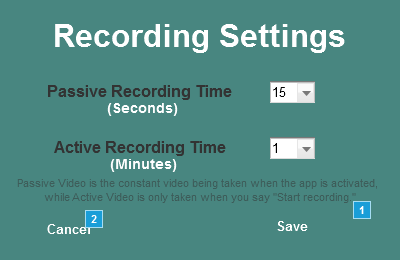 Recording Settings
Passive Recording Time
(Seconds)
15
Active Recording Time
(Minutes)
1
Passive Video is the constant video being taken when the app is activated,
while Active Video is only taken when you say "Start recording."
1
2
Cancel
Save